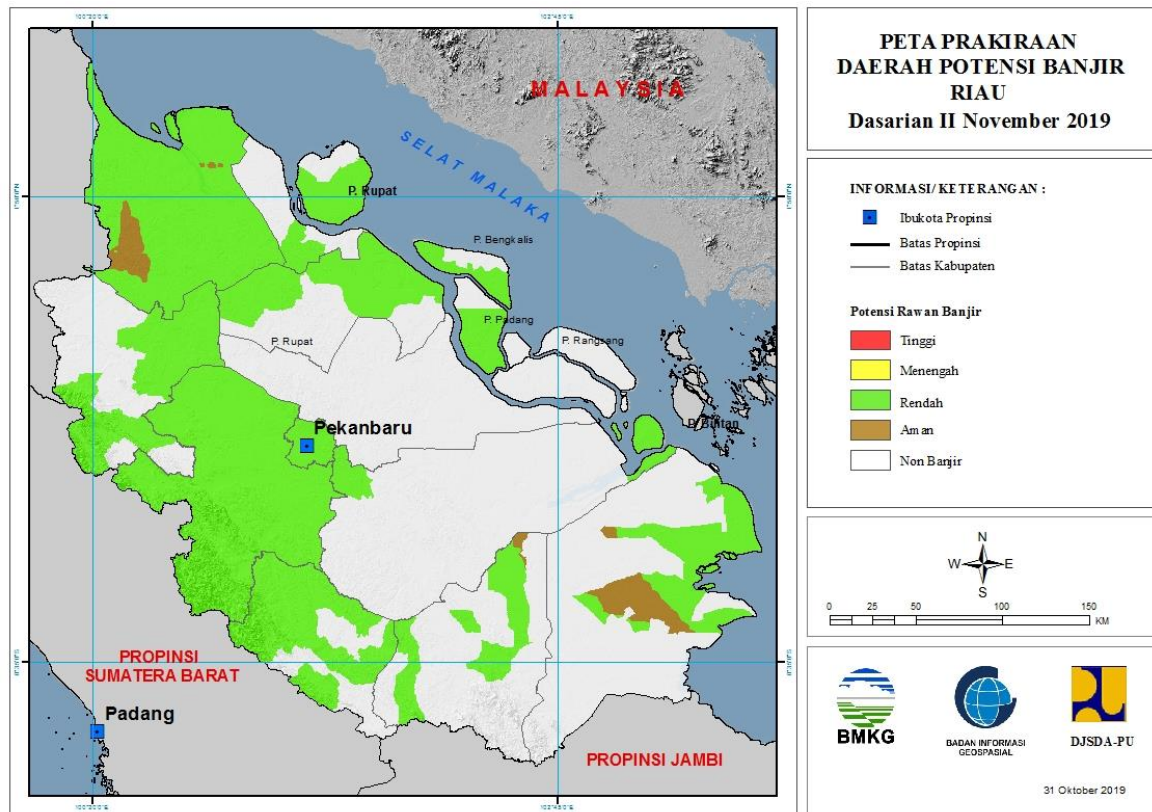 PETA PRAKIRAAN
DAERAH POTENSI BANJIR
RIAU
Dasarian II November 2019
MALAYSIA
SELAT MALAKA
P. Rupat
P. Bengkalis
P. Padang
P. Rangsang
P. Rupat
P. Bintan
Pekanbaru
PROPINSI
SUMATERA BARAT
Padang
PROPINSI JAMBI
INFORMASI/ KETERANGAN :
Ibukota Propinsi
Batas Propinsi
Batas Kabupaten
Potensi Rawan Banjir
Tinggi
Menengah
Rendah
Aman
Non Banjir
N
W E
S
0 25 50 100 150
KM
BMKG
BADAN INFORMASI
GEOSPASIAL
DJSDA-PU
31 Oktober 2019